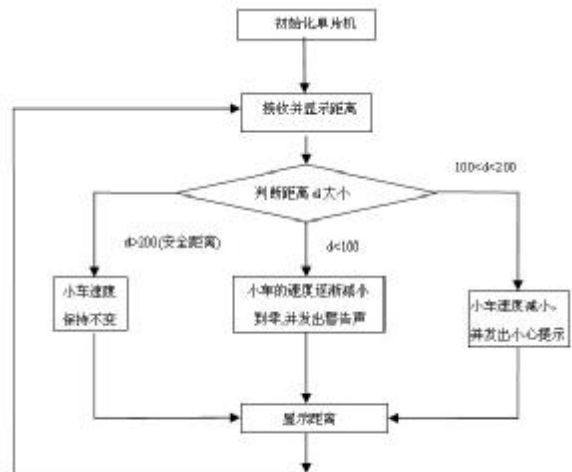 初始化单片机
接收并显示距离
100<d<200
判断距离 d 大小
d>200(安全距离)
d<100
小车速度
保持不变
小车的速度逐渐减小
到零,并发出警告声
小车速度减小。
并发出小心提示
显示距离